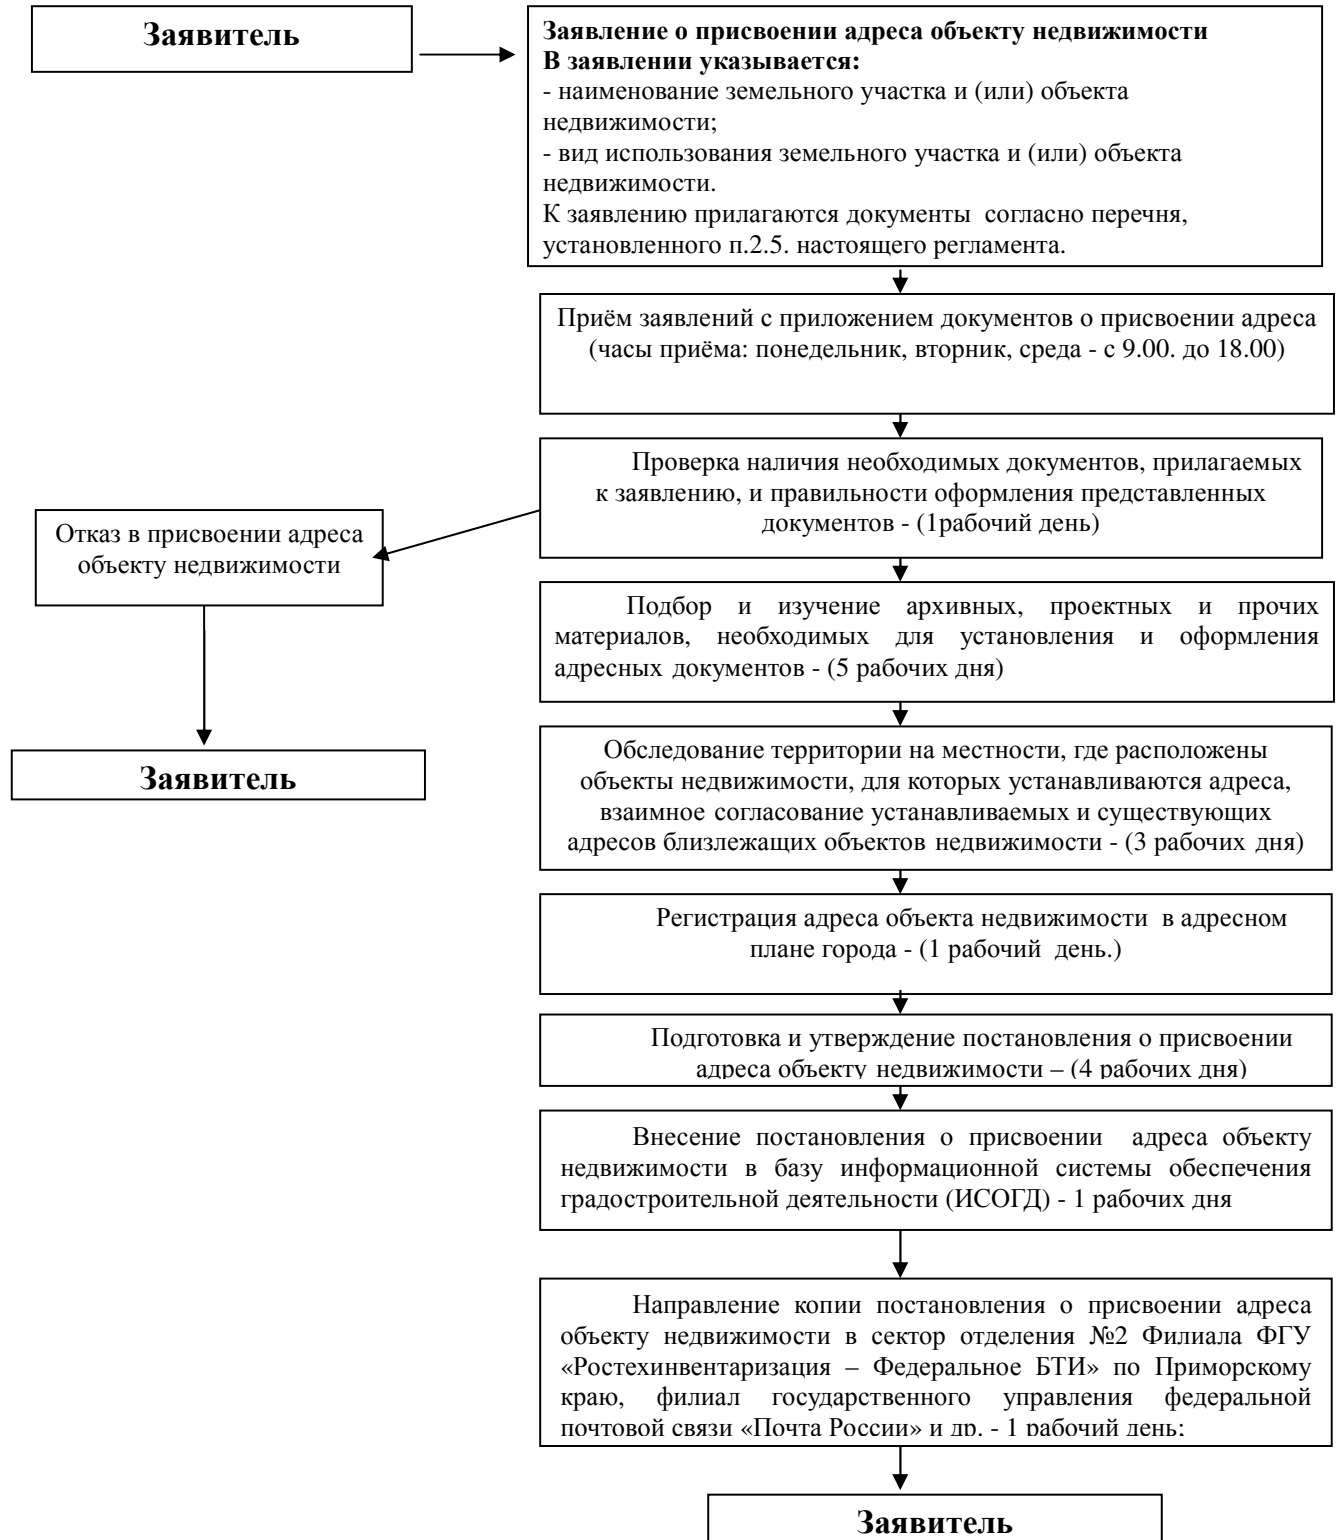 Заявитель
Заявление о присвоении адреса объекту недвижимости
В заявлении указывается:
- наименование земельного участка и (или) объекта
недвижимости;
- вид использования земельного участка и (или) объекта
недвижимости.
К заявлению прилагаются документы согласно перечня,
установленного п.2.5. настоящего регламента.
Приём заявлений с приложением документов о присвоении адреса
(часы приёма: понедельник, вторник, среда - с 9.00. до 18.00)
Проверка наличия необходимых документов, прилагаемых
к заявлению, и правильности оформления представленных
документов - (1рабочий день)
Отказ в присвоении адреса
объекту недвижимости
Заявитель
Подбор и изучение архивных, проектных и прочих
материалов, необходимых для установления и оформления
адресных документов - (5 рабочих дня)
Обследование территории на местности, где расположены
объекты недвижимости, для которых устанавливаются адреса,
взаимное согласование устанавливаемых и существующих
адресов близлежащих объектов недвижимости - (3 рабочих дня)
Регистрация адреса объекта недвижимости в адресном
плане города - (1 рабочий день.)
Подготовка и утверждение постановления о присвоении
адреса объекту недвижимости – (4 рабочих дня)
Внесение постановления о присвоении адреса объекту
недвижимости в базу информационной системы обеспечения
градостроительной деятельности (ИСОГД) - 1 рабочих дня
Направление копии постановления о присвоении адреса
объекту недвижимости в сектор отделения №2 Филиала ФГУ
«Ростехинвентаризация – Федеральное БТИ» по Приморскому
краю, филиал государственного управления федеральной
почтовой связи «Почта России» и др. - 1 рабочий день;
Заявитель